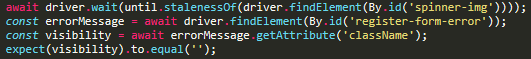 await driver.wait(until.stalenessOf(driver.findElement(By.id('spinner-img'))));
const errorMessage = await driver.findElement(By.id('register-form-error'));
const visibility = await errorMessage.getAttribute('className');
expect(visibility).to.equal('');